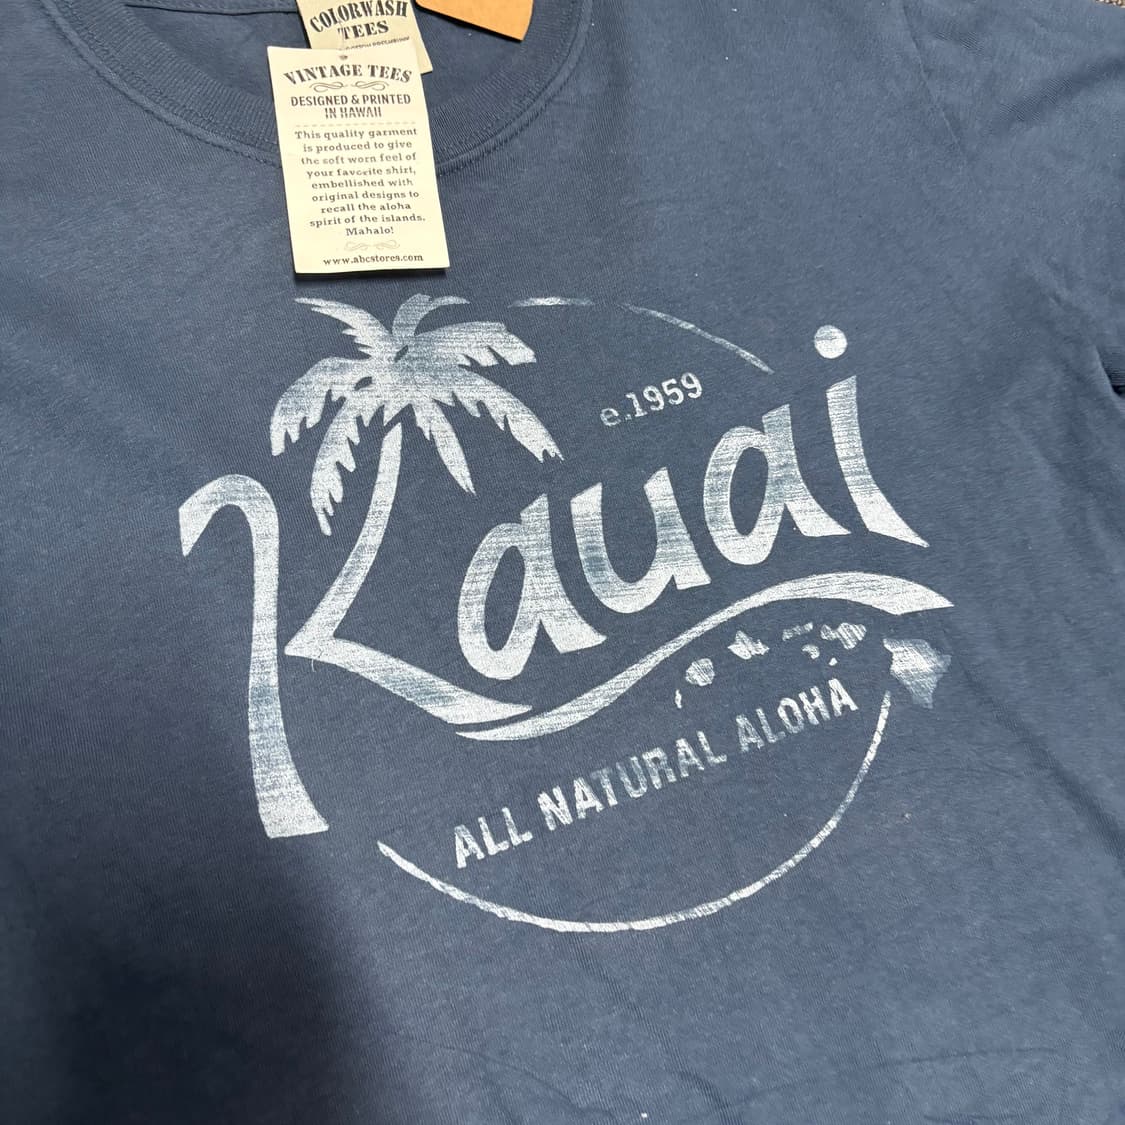 COLORWASH
TEES
VINTAGE TEES
DESIGNED & PRINTED
IN HAWAII
This quality garment
is produced to give
the soft worn feel of
your favorite shirt,
embellished with
original designs to
recall the aloha
spirit of the islands.
Mahalo!
www.abcstores.com
e.1959
Kauai
ALL NATURAL ALOHA